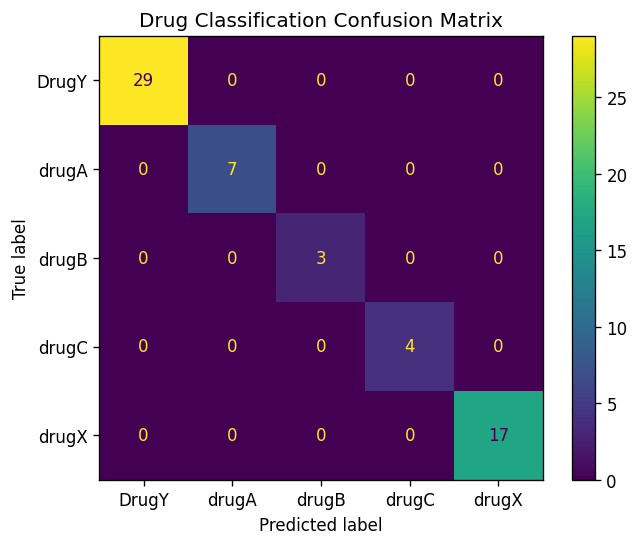 Drug Classification Confusion Matrix
True label
DrugY 29 0 0 0 0
drugA 0 7 0 0 0
drugB 0 0 3 0 0
drugC 0 0 0 4 0
drugX 0 0 0 0 17
DrugY drugA drugB drugC drugX
Predicted label
25
20
15
10
5
0